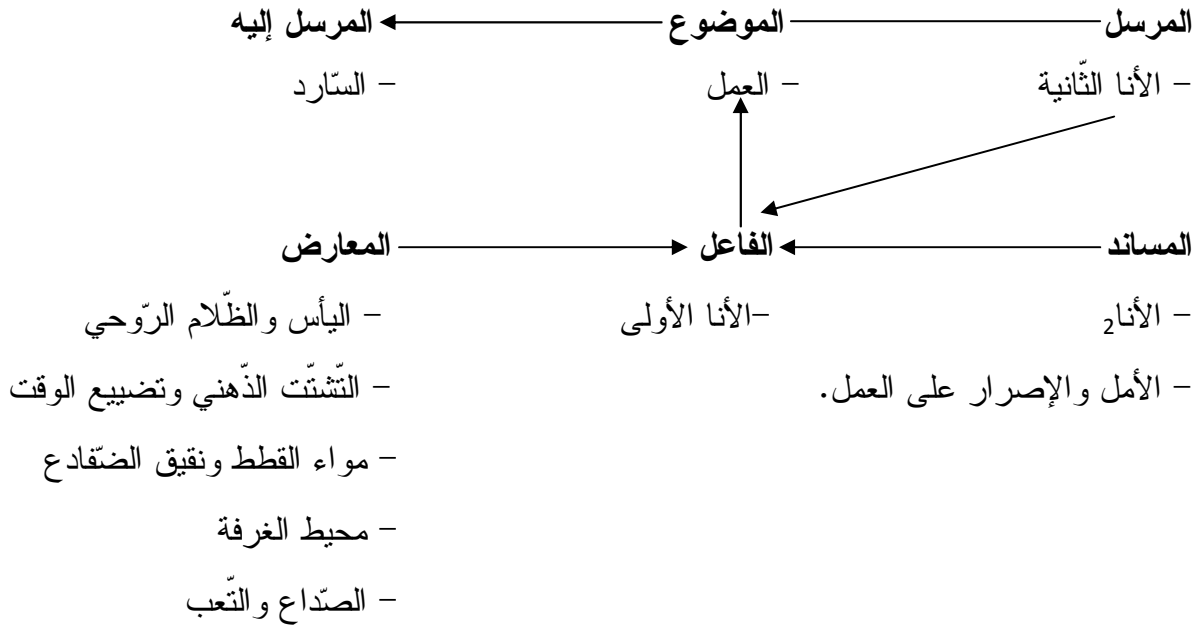 المرسل الموضوع المرسل إليه
– الأنا الثّانية – العمل – السّارد
المساند الفاعل المعارض
– الأنا2 –الأنا الأولى – اليأس والظّلام الرّوحي
– الأمل والإصرار على العمل. – التّشتّت الذّهني وتضييع الوقت
– مواء القطط ونقيق الضّفادع
– محيط الغرفة
– الصّداع والتّعب